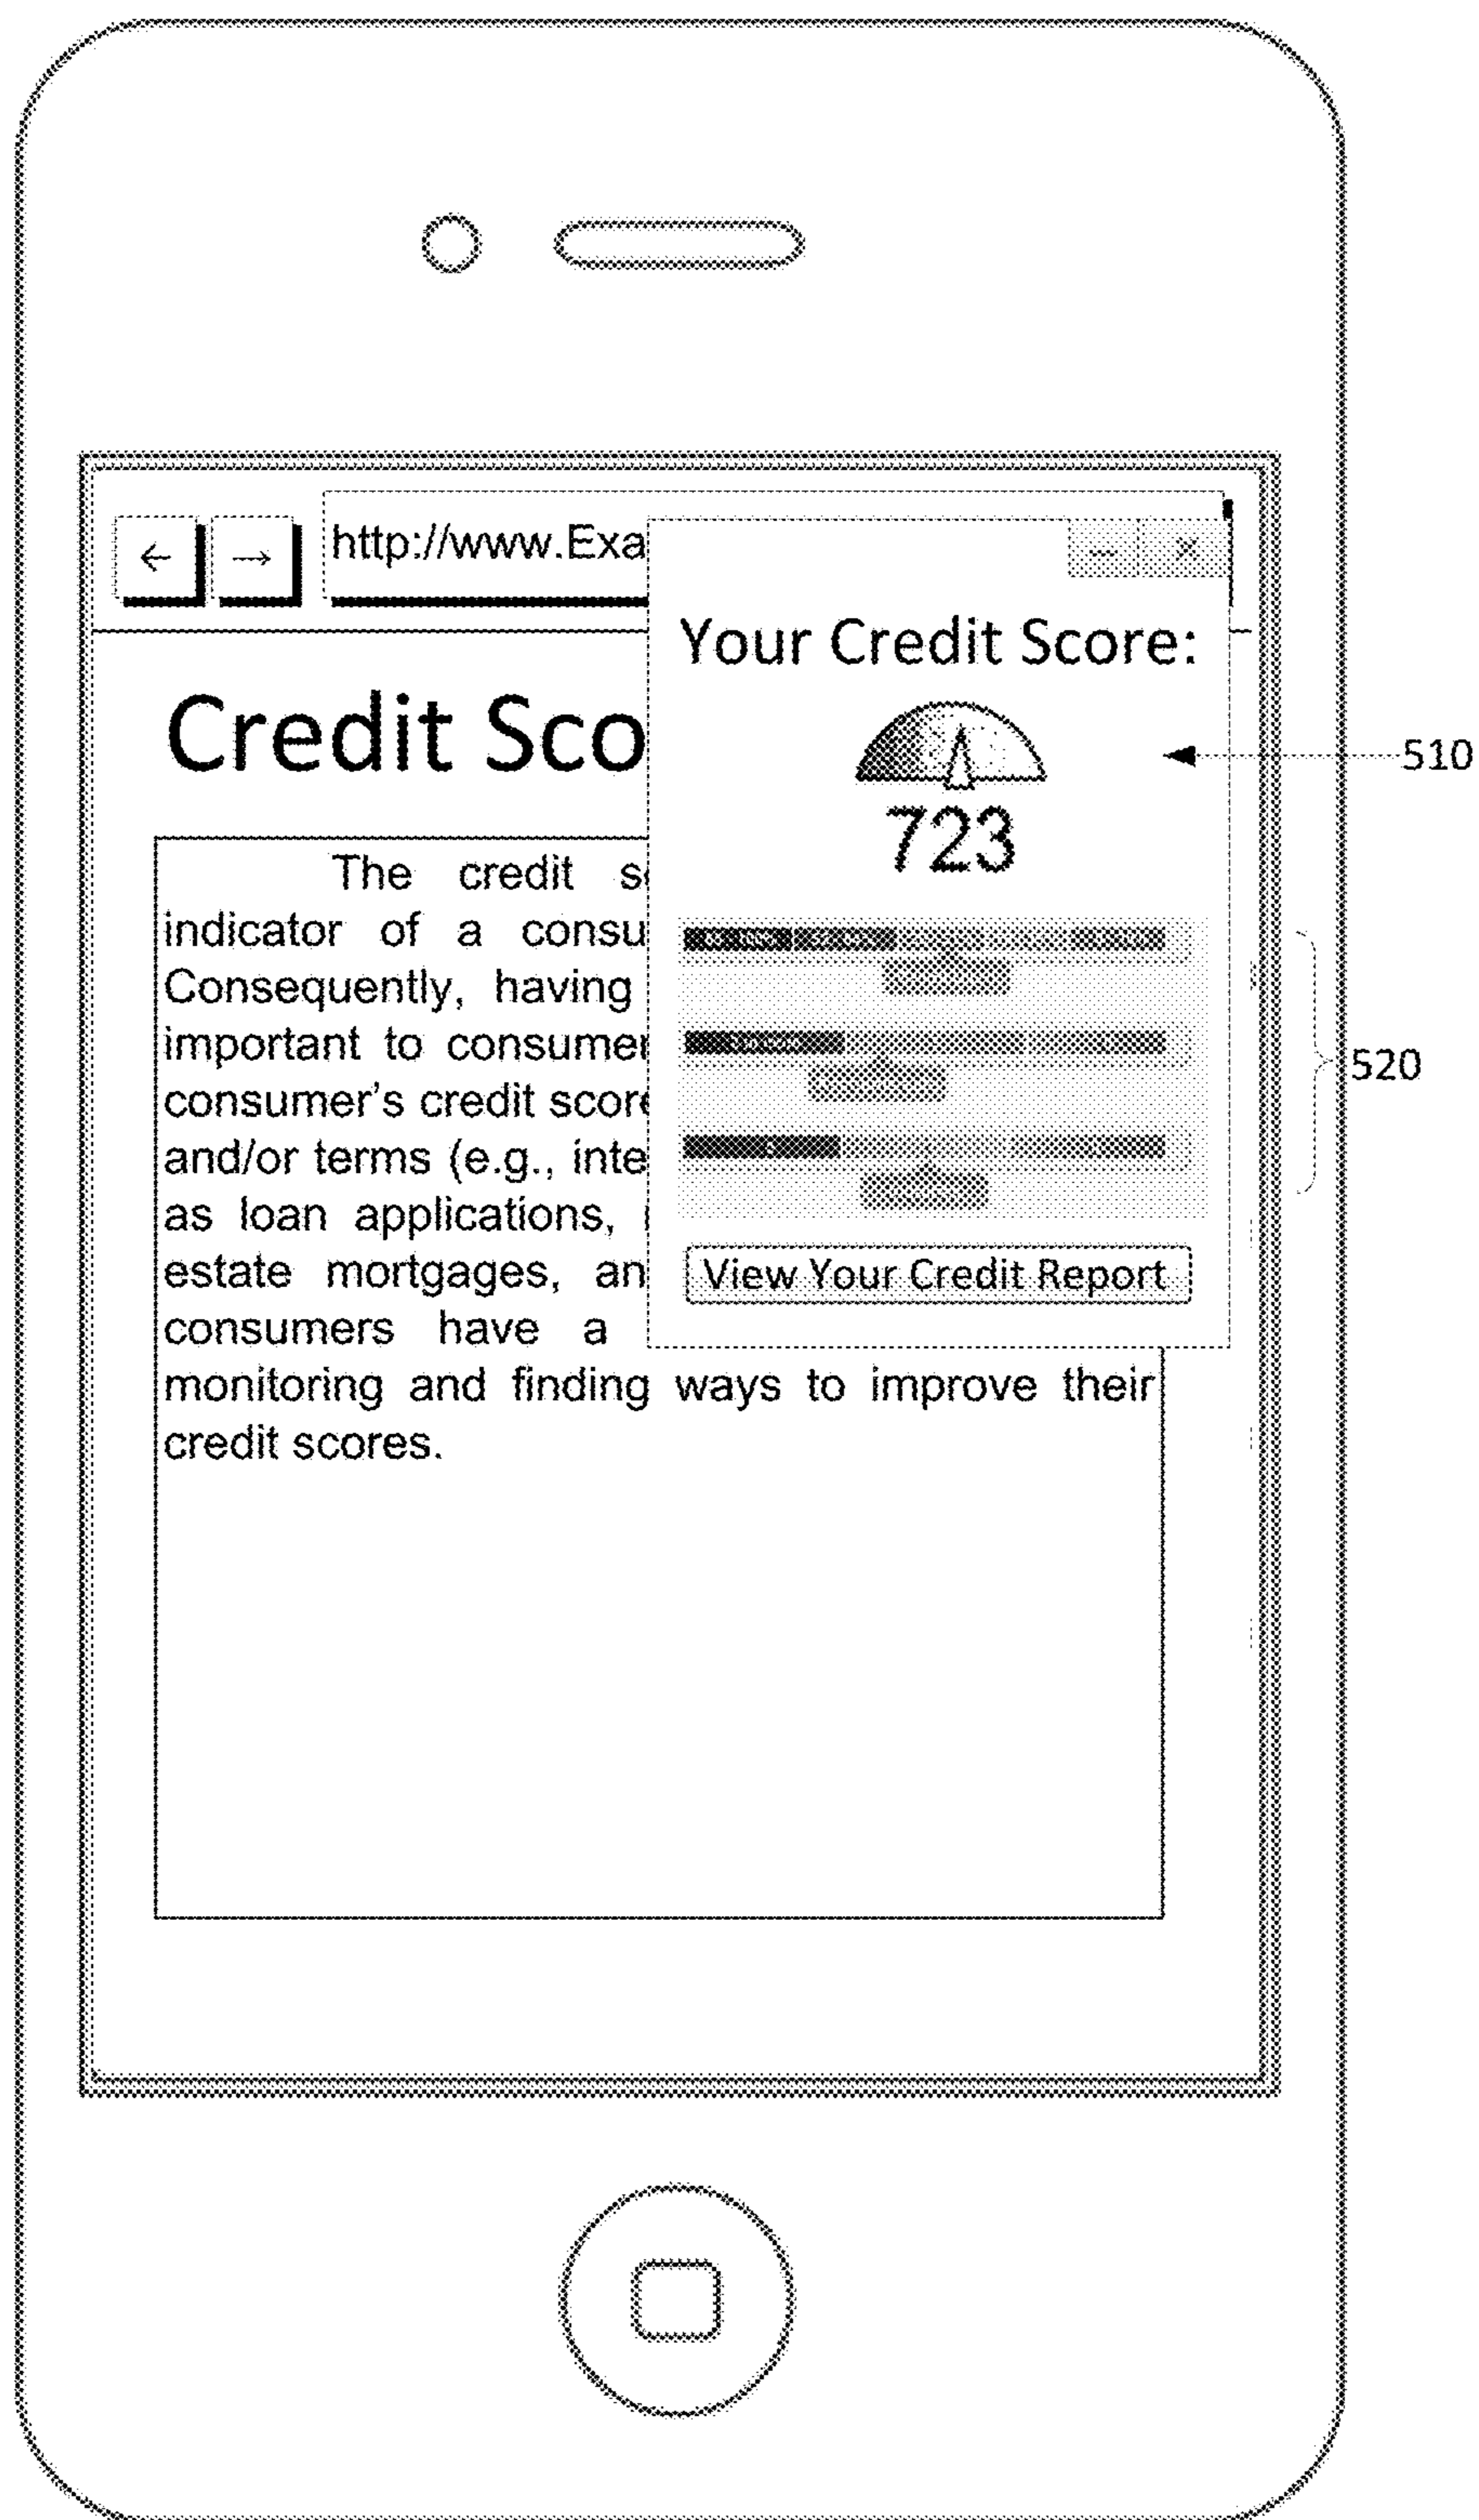 ← →
http://www.Exa
– ×
Your Credit Score:
Credit Sco
510
723
The credit s
indicator of a consu
Consequently, having
important to consumer
520
consumer's credit score
and/or terms (e.g., inte
as loan applications,
estate mortgages, an
View Your Credit Report
consumers have a
monitoring and finding ways to improve their
credit scores.